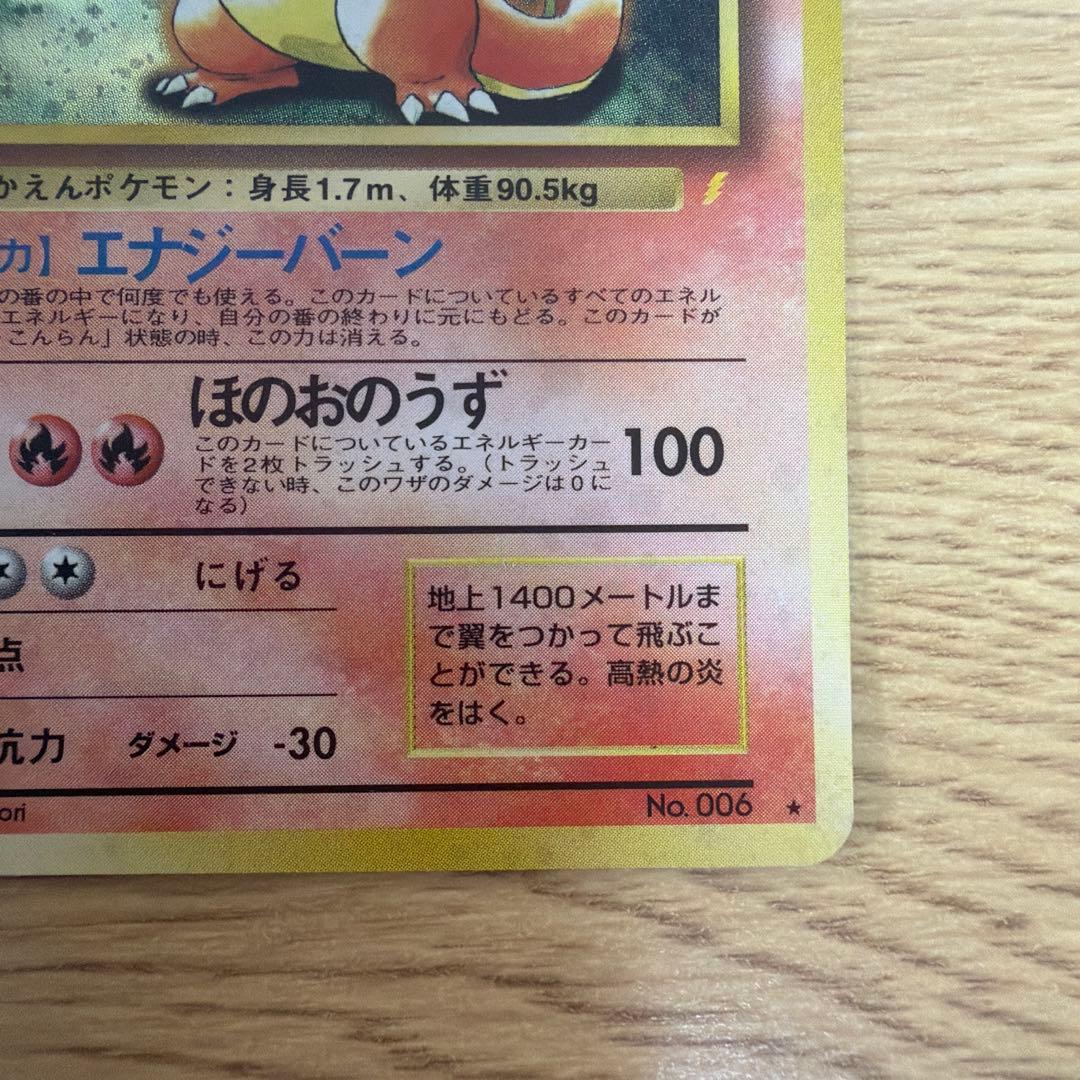 かえんポケモン：身長1.7m、体重90.5kg
力】エナジーバーン
の番の中で何度でも使える。このカードについているすべてのエネル
エネルギーになり、自分の番の終わりに元にもどる。このカードが
こんらん」状態の時、この力は消える。
ほのおのうず
このカードについているエネルギーカー
ドを2枚トラッシュする。（トラッシュ
できない時、このワザのダメージは0に
なる）
100
にげる
地上1400メートルま
で翼をつかって飛ぶこ
とができる。高熱の炎
をはく。
点
抗力 ダメージ -30
ori
No. 006 ★